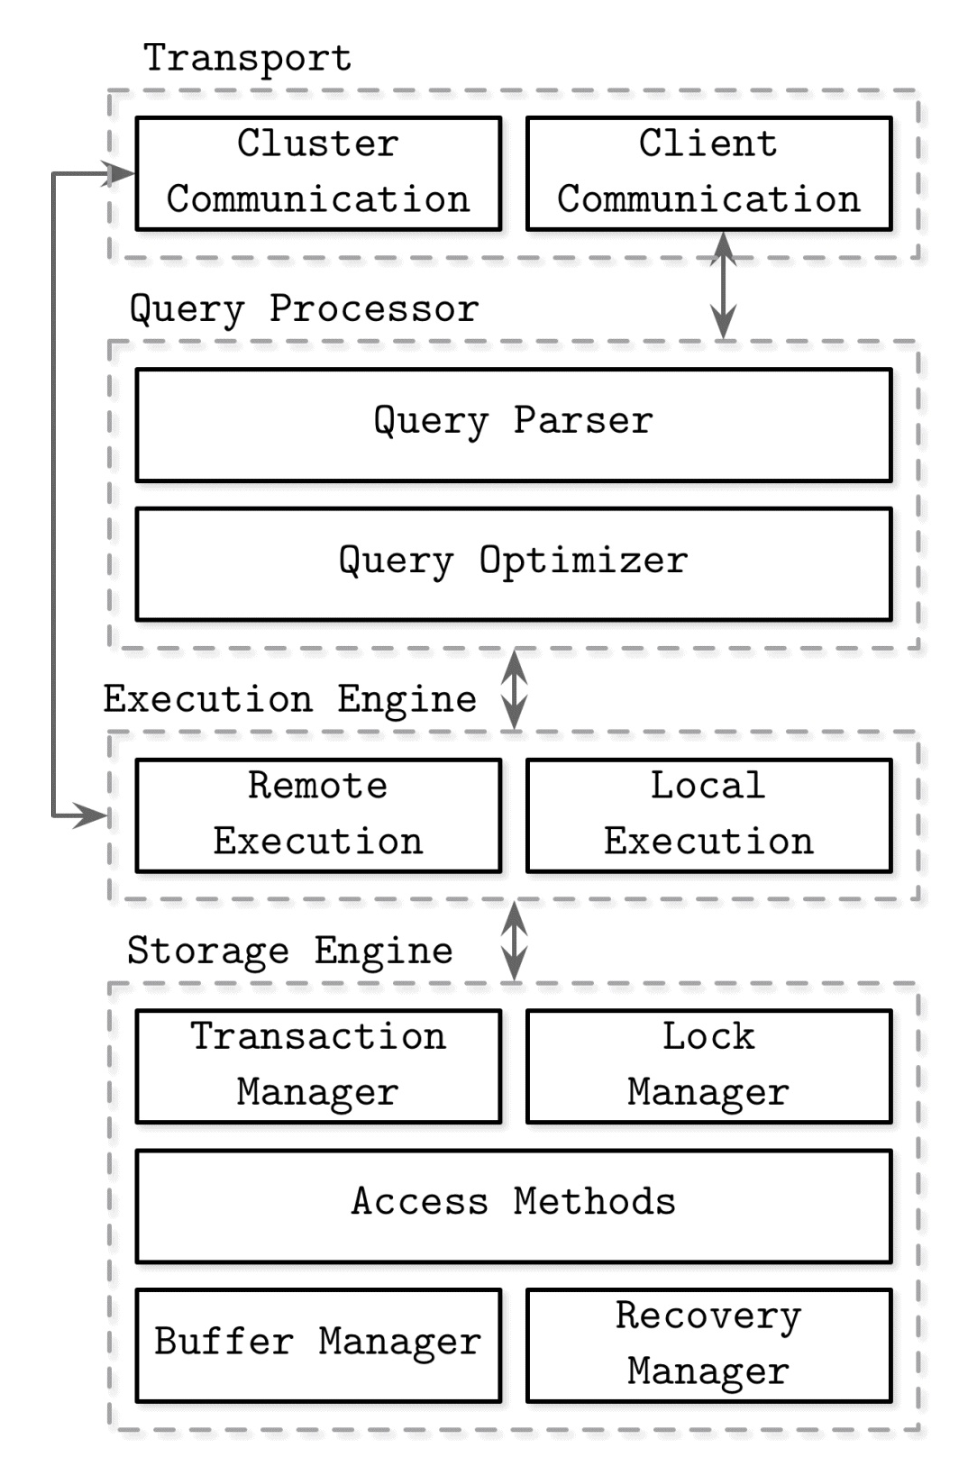 Transport
Cluster
Communication
Client
Communication
Query Processor
Query Parser
Query Optimizer
Execution Engine
Remote
Execution
Local
Execution
Storage Engine
Transaction
Manager
Lock
Manager
Access Methods
Buffer Manager
Recovery
Manager